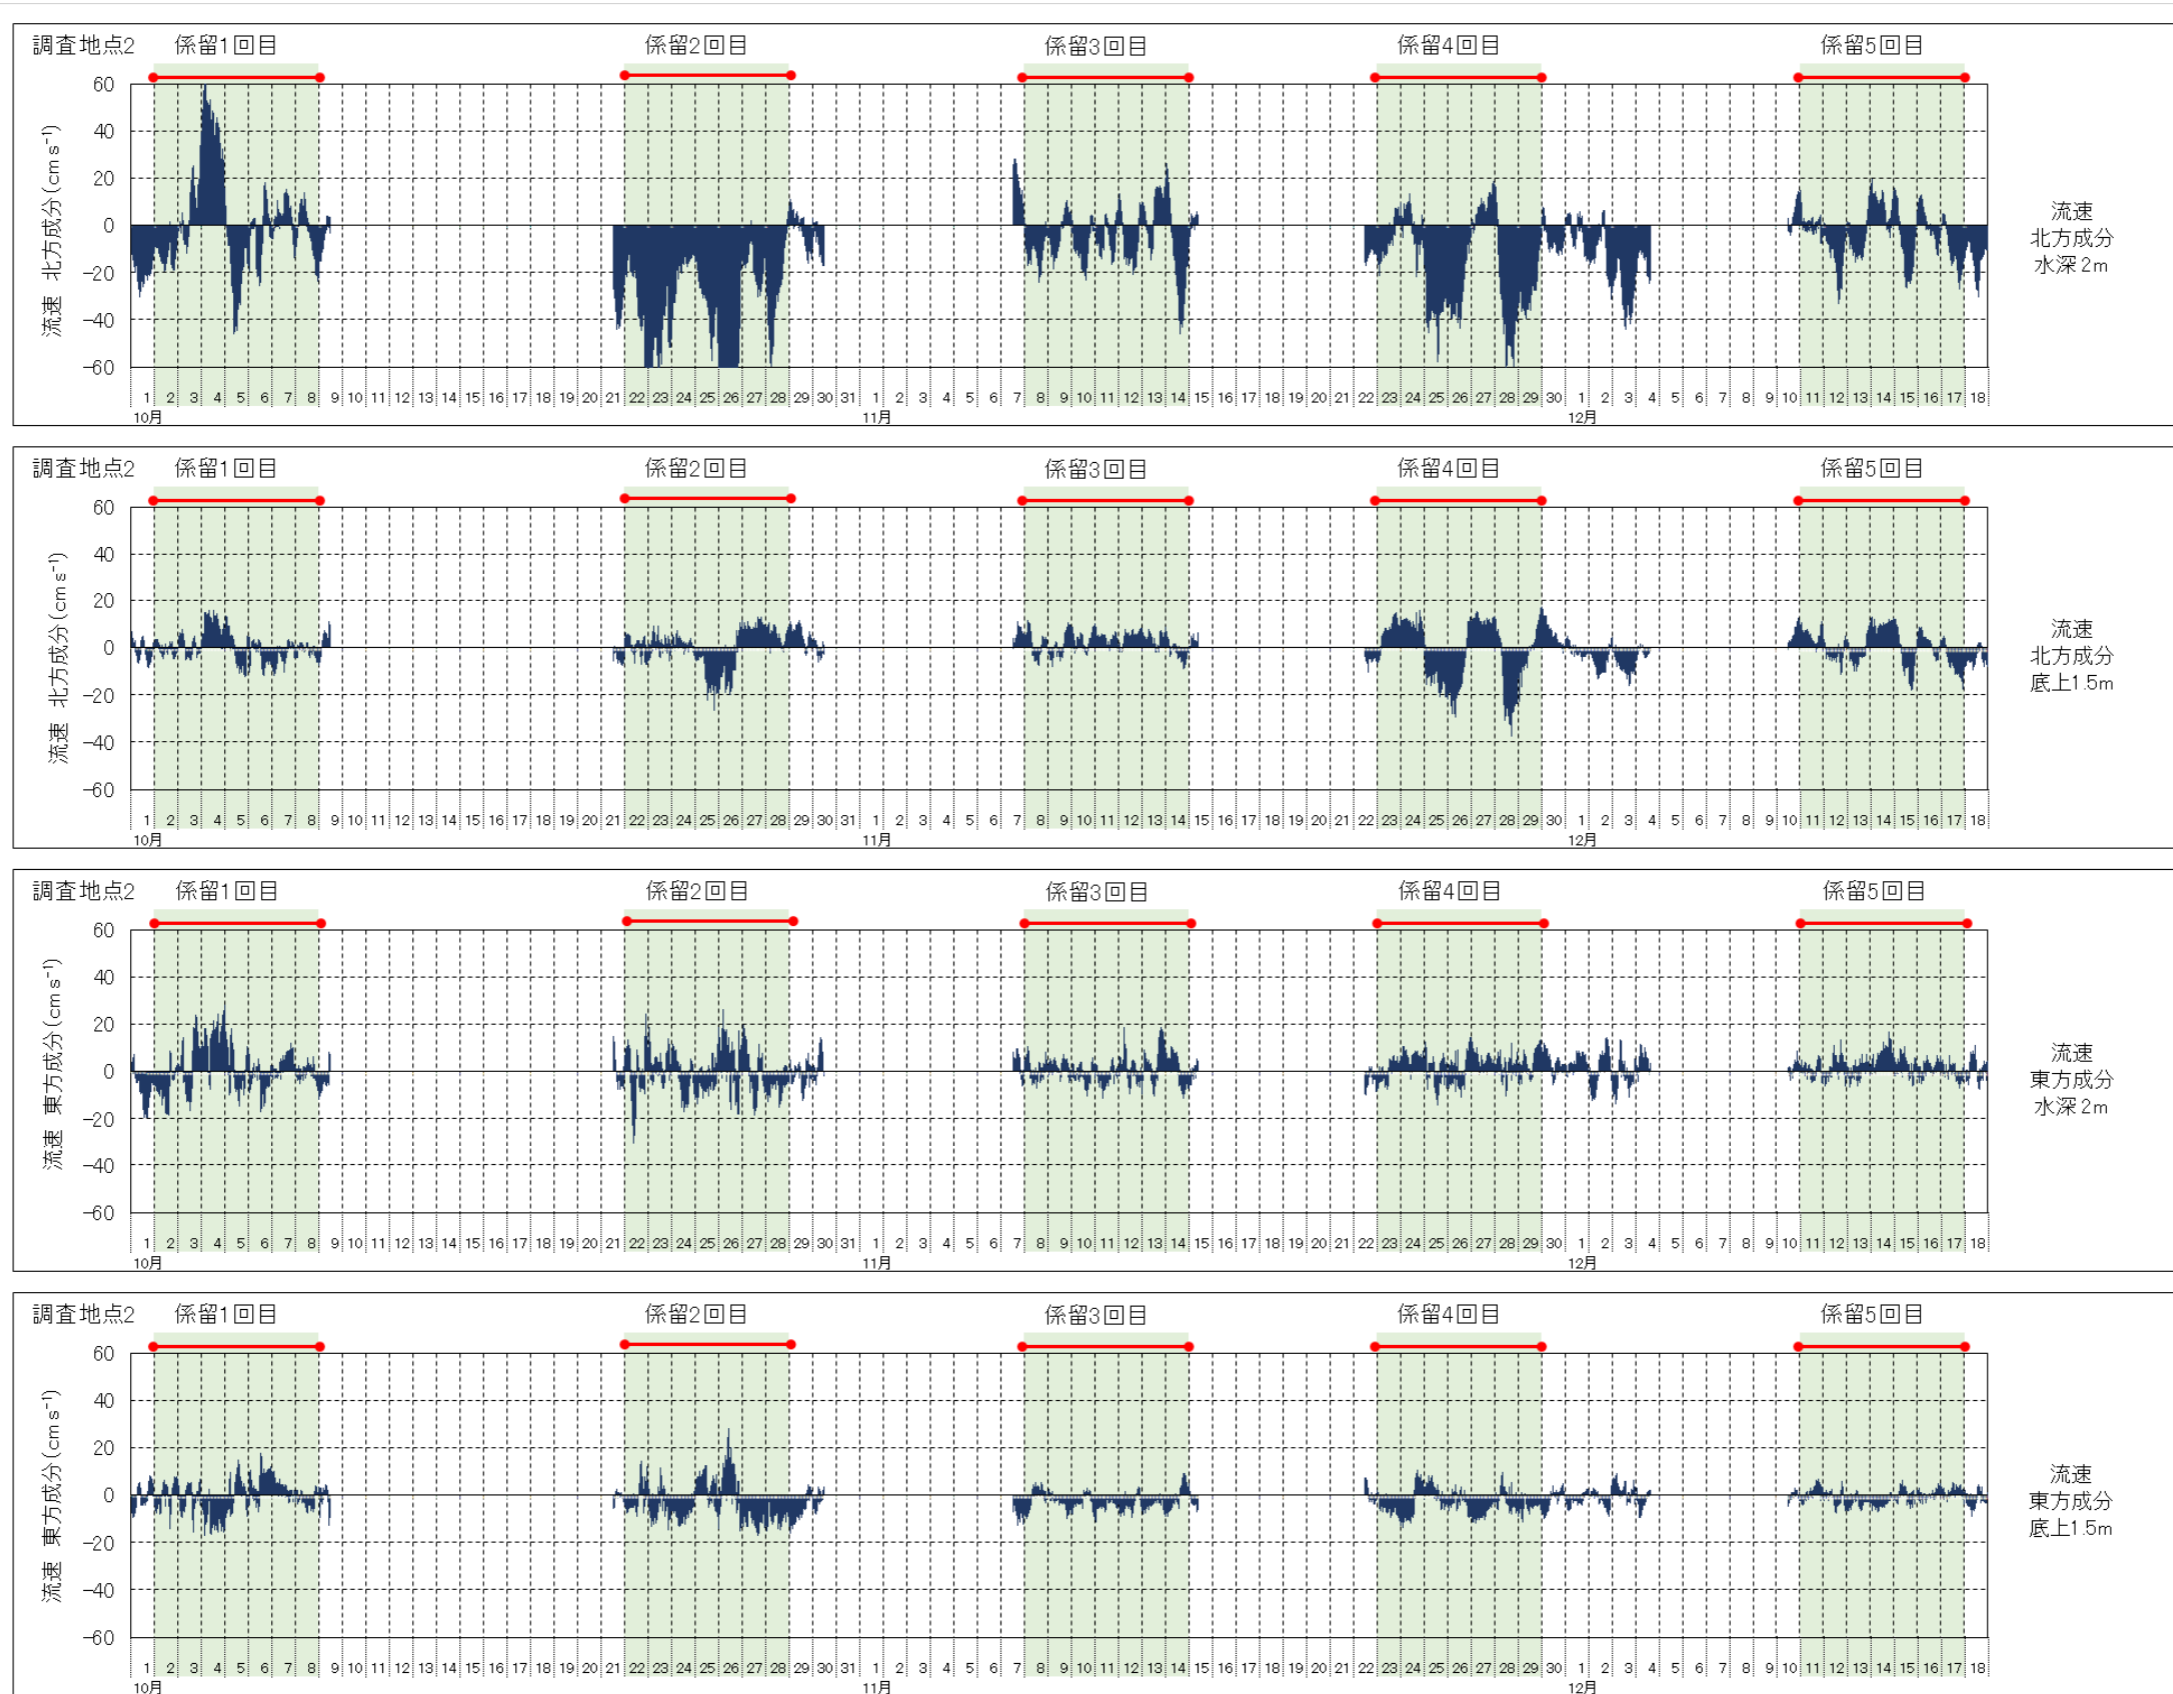 調査地点2 係留1回目 係留2回目 係留3回目 係留4回目 係留5回目
流速 北方成分(cm s⁻¹)
60
40
20
0
−20
−40
−60
1 2 3 4 5 6 7 8 9 10 11 12 13 14 15 16 17 18 19 20 21 22 23 24 25 26 27 28 29 30 31 1 2 3 4 5 6 7 8 9 10 11 12 13 14 15 16 17 18 19 20 21 22 23 24 25 26 27 28 29 30 1 2 3 4 5 6 7 8 9 10 11 12 13 14 15 16 17 18
10月 11月 12月
流速
北方成分
水深2m
調査地点2 係留1回目 係留2回目 係留3回目 係留4回目 係留5回目
流速 北方成分(cm s⁻¹)
60
40
20
0
−20
−40
−60
1 2 3 4 5 6 7 8 9 10 11 12 13 14 15 16 17 18 19 20 21 22 23 24 25 26 27 28 29 30 31 1 2 3 4 5 6 7 8 9 10 11 12 13 14 15 16 17 18 19 20 21 22 23 24 25 26 27 28 29 30 1 2 3 4 5 6 7 8 9 10 11 12 13 14 15 16 17 18
10月 11月 12月
流速
北方成分
底上1.5m
調査地点2 係留1回目 係留2回目 係留3回目 係留4回目 係留5回目
流速 東方成分(cm s⁻¹)
60
40
20
0
−20
−40
−60
1 2 3 4 5 6 7 8 9 10 11 12 13 14 15 16 17 18 19 20 21 22 23 24 25 26 27 28 29 30 31 1 2 3 4 5 6 7 8 9 10 11 12 13 14 15 16 17 18 19 20 21 22 23 24 25 26 27 28 29 30 1 2 3 4 5 6 7 8 9 10 11 12 13 14 15 16 17 18
10月 11月 12月
流速
東方成分
水深2m
調査地点2 係留1回目 係留2回目 係留3回目 係留4回目 係留5回目
流速 東方成分(cm s⁻¹)
60
40
20
0
−20
−40
−60
1 2 3 4 5 6 7 8 9 10 11 12 13 14 15 16 17 18 19 20 21 22 23 24 25 26 27 28 29 30 31 1 2 3 4 5 6 7 8 9 10 11 12 13 14 15 16 17 18 19 20 21 22 23 24 25 26 27 28 29 30 1 2 3 4 5 6 7 8 9 10 11 12 13 14 15 16 17 18
10月 11月 12月
流速
東方成分
底上1.5m